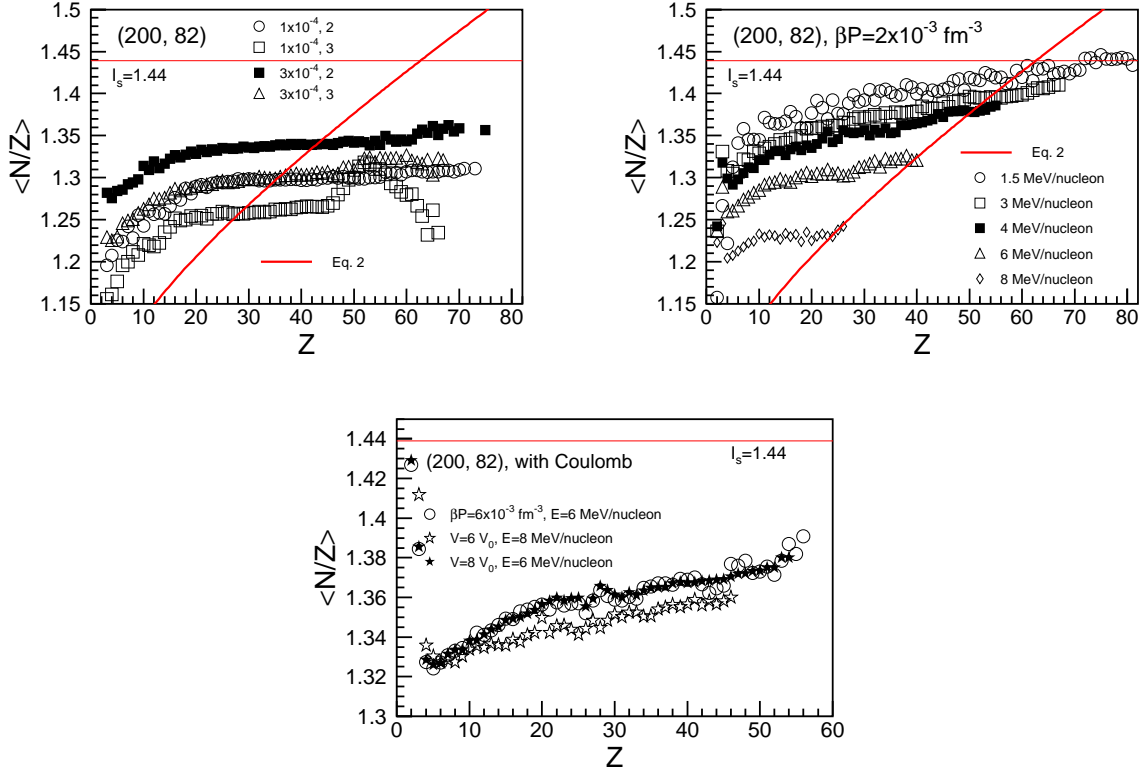 1.5
1.45
1.4
1.35
1.3
1.25
1.2
1.15
<N/Z>
(200, 82)
1x10⁻⁴, 2
1x10⁻⁴, 3
3x10⁻⁴, 2
3x10⁻⁴, 3
Iₛ=1.44
Eq. 2
0 10 20 30 40 50 60 70 80
Z
1.5
1.45
1.4
1.35
1.3
1.25
1.2
1.15
<N/Z>
(200, 82), βP=2x10⁻³ fm⁻³
Iₛ=1.44
Eq. 2
1.5 MeV/nucleon
3 MeV/nucleon
4 MeV/nucleon
6 MeV/nucleon
8 MeV/nucleon
0 10 20 30 40 50 60 70 80
Z
1.44
1.42
1.4
1.38
1.36
1.34
1.32
1.3
<N/Z>
Iₛ=1.44
(200, 82), with Coulomb
βP=6x10⁻³ fm⁻³, E=6 MeV/nucleon
V=6 V₀, E=8 MeV/nucleon
V=8 V₀, E=6 MeV/nucleon
0 10 20 30 40 50 60
Z